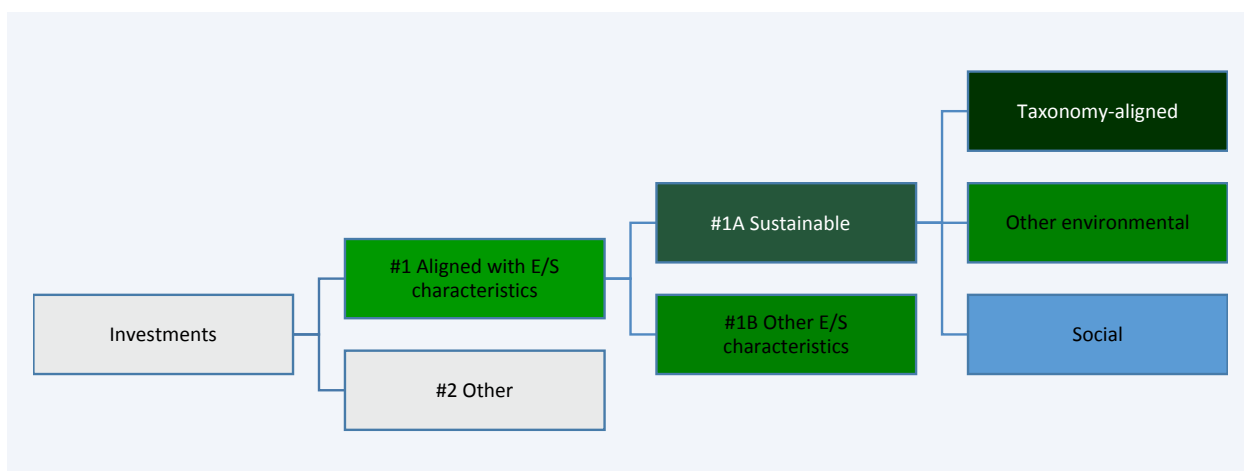 Investments
#1 Aligned with E/S
characteristics
#2 Other
#1A Sustainable
#1B Other E/S
characteristics
Taxonomy-aligned
Other environmental
Social